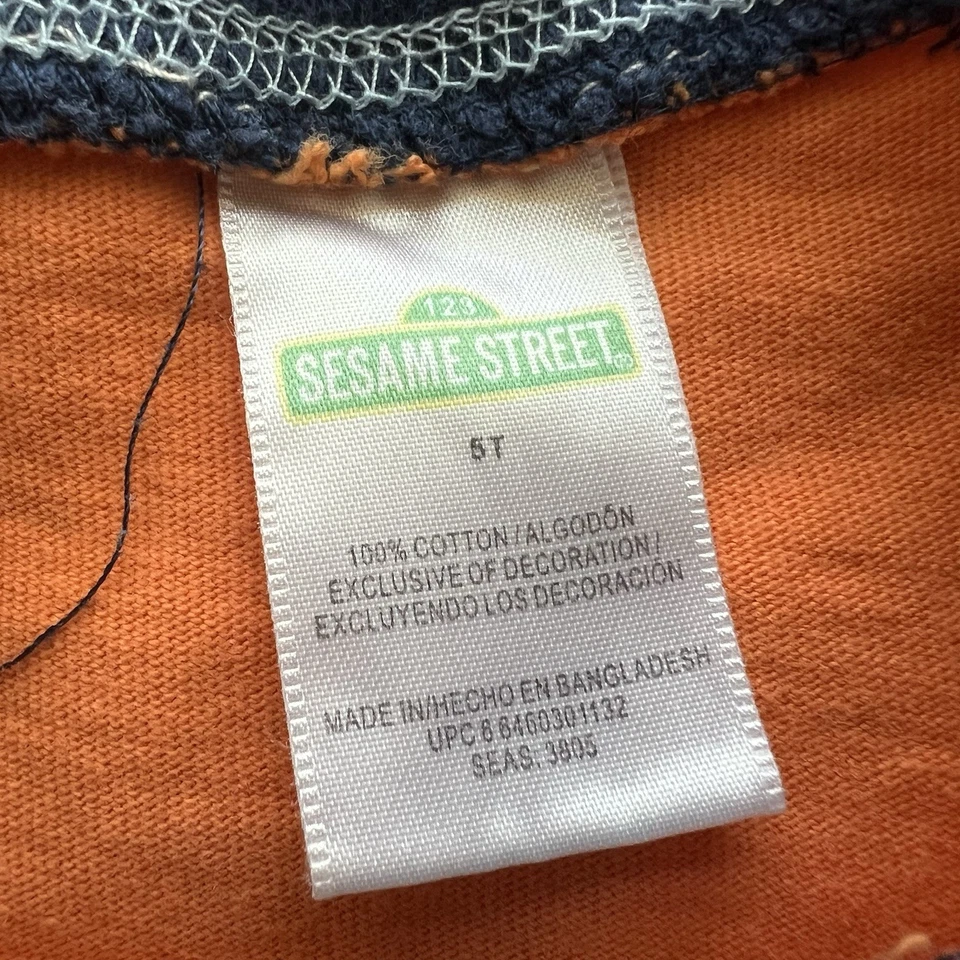 123
SESAME STREET
5T
100% COTTON/ALGODÓN
EXCLUSIVE OF DECORATION/
EXCLUYENDO LOS DECORACIÓN
MADE IN/HECHO EN BANGLADESH
UPC 6 8460301132
SEAS. 3805